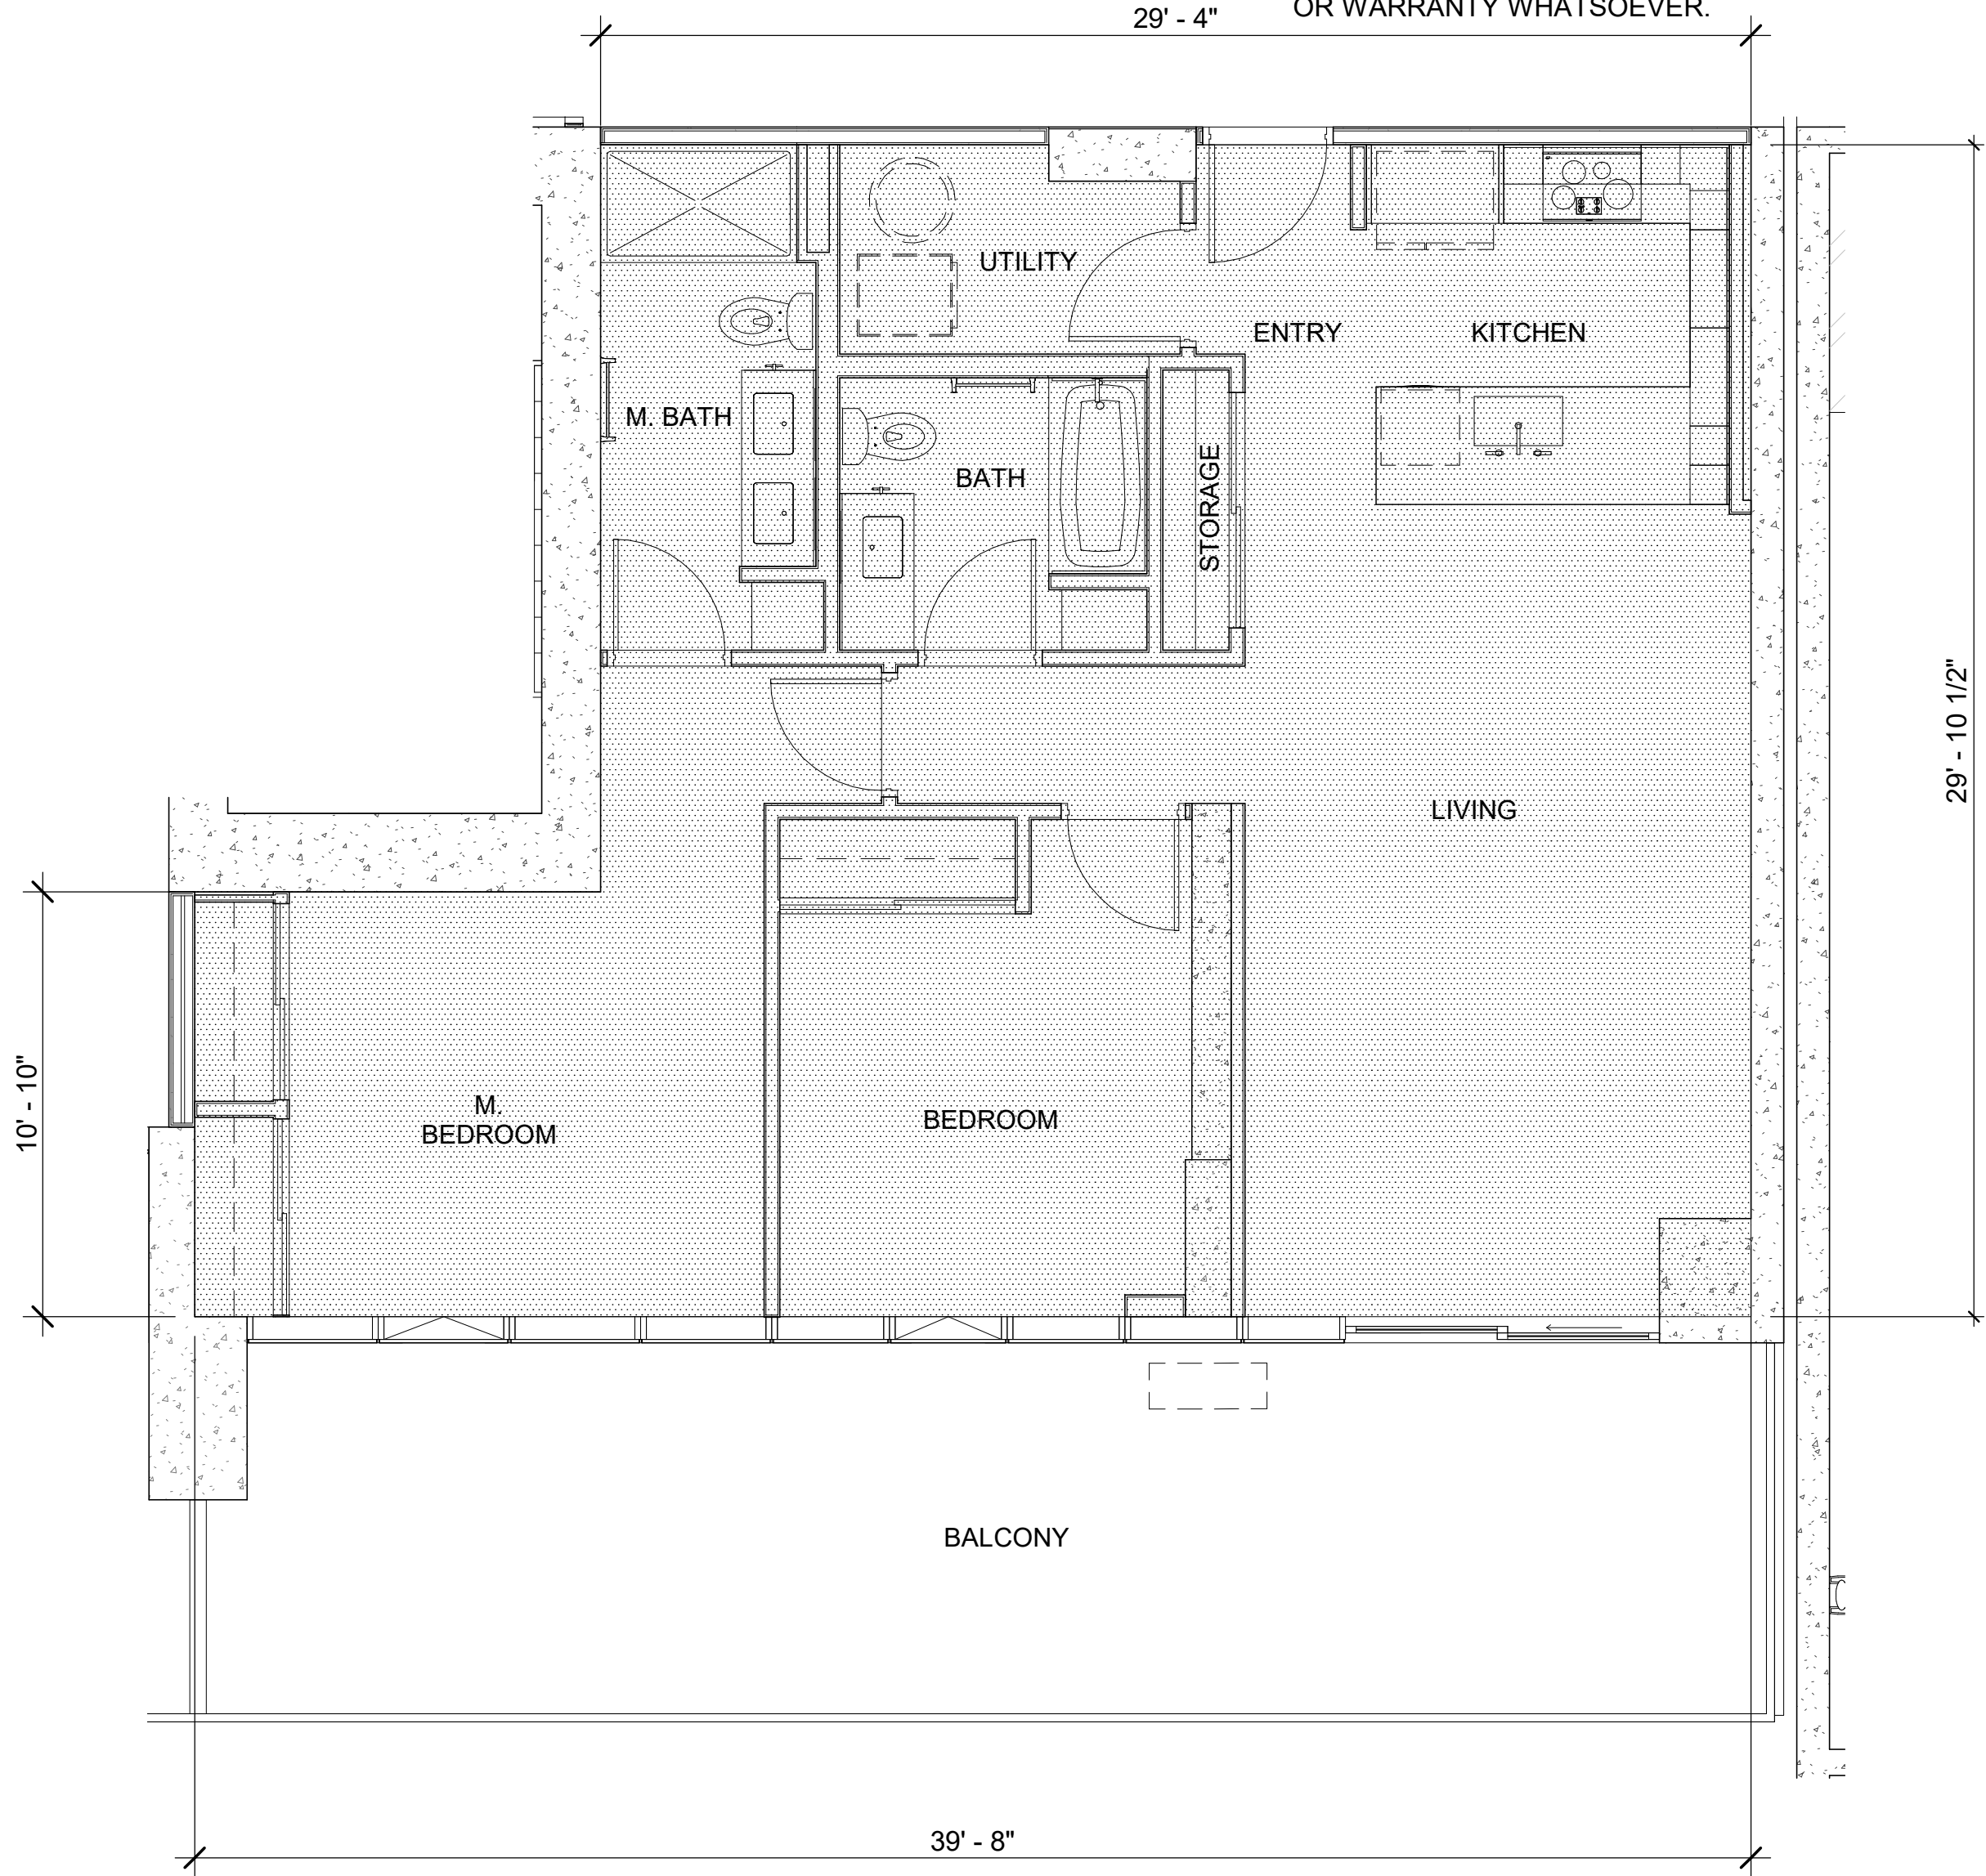 OR WARRANTY WHATSOEVER.
29' - 4"
UTILITY
ENTRY
KITCHEN
M. BATH
BATH
STORAGE
29' - 10 1/2"
LIVING
10' - 10"
M.
BEDROOM
BEDROOM
BALCONY
39' - 8"